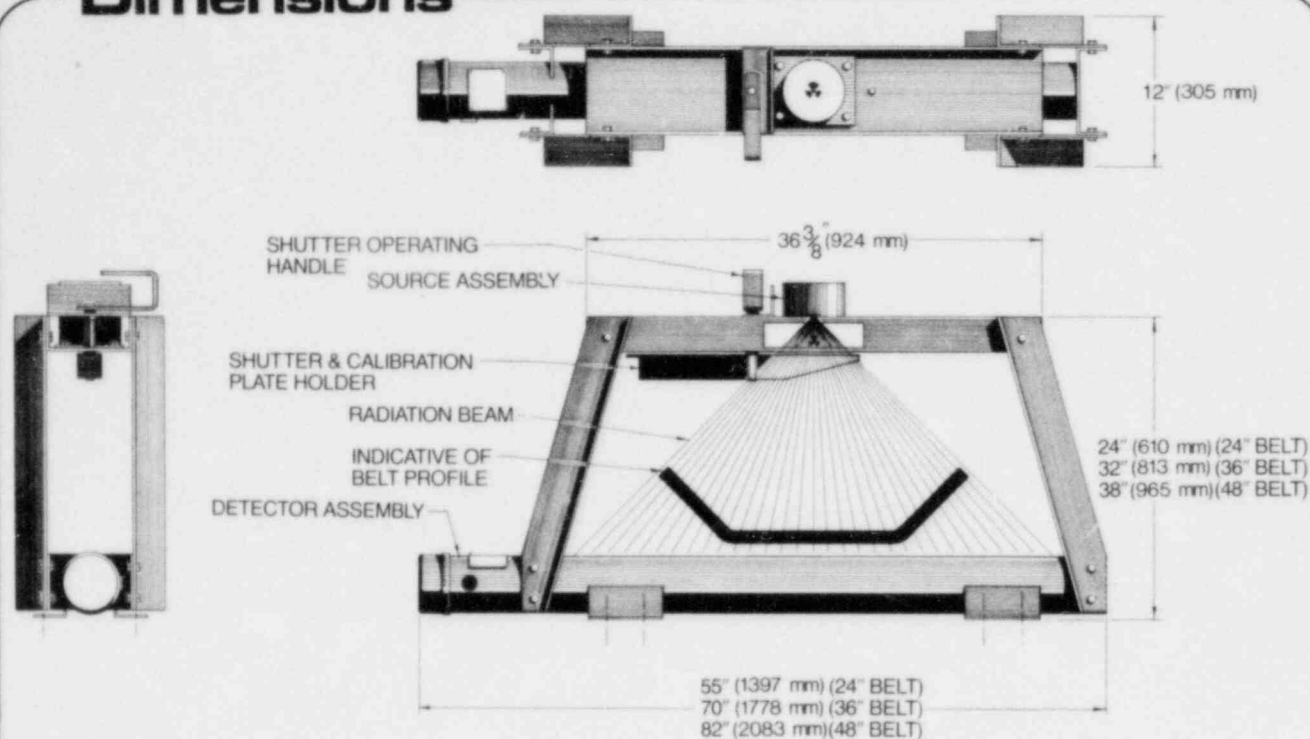 Dimensions
12" (305 mm)
36 3/8" (924 mm)
SHUTTER OPERATING
HANDLE
SOURCE ASSEMBLY
SHUTTER & CALIBRATION
PLATE HOLDER
RADIATION BEAM
INDICATIVE OF
BELT PROFILE
DETECTOR ASSEMBLY
24" (610 mm) (24" BELT)
32" (813 mm) (36" BELT)
38" (965 mm) (48" BELT)
55" (1397 mm) (24" BELT)
70" (1778 mm) (36" BELT)
82" (2083 mm) (48" BELT)